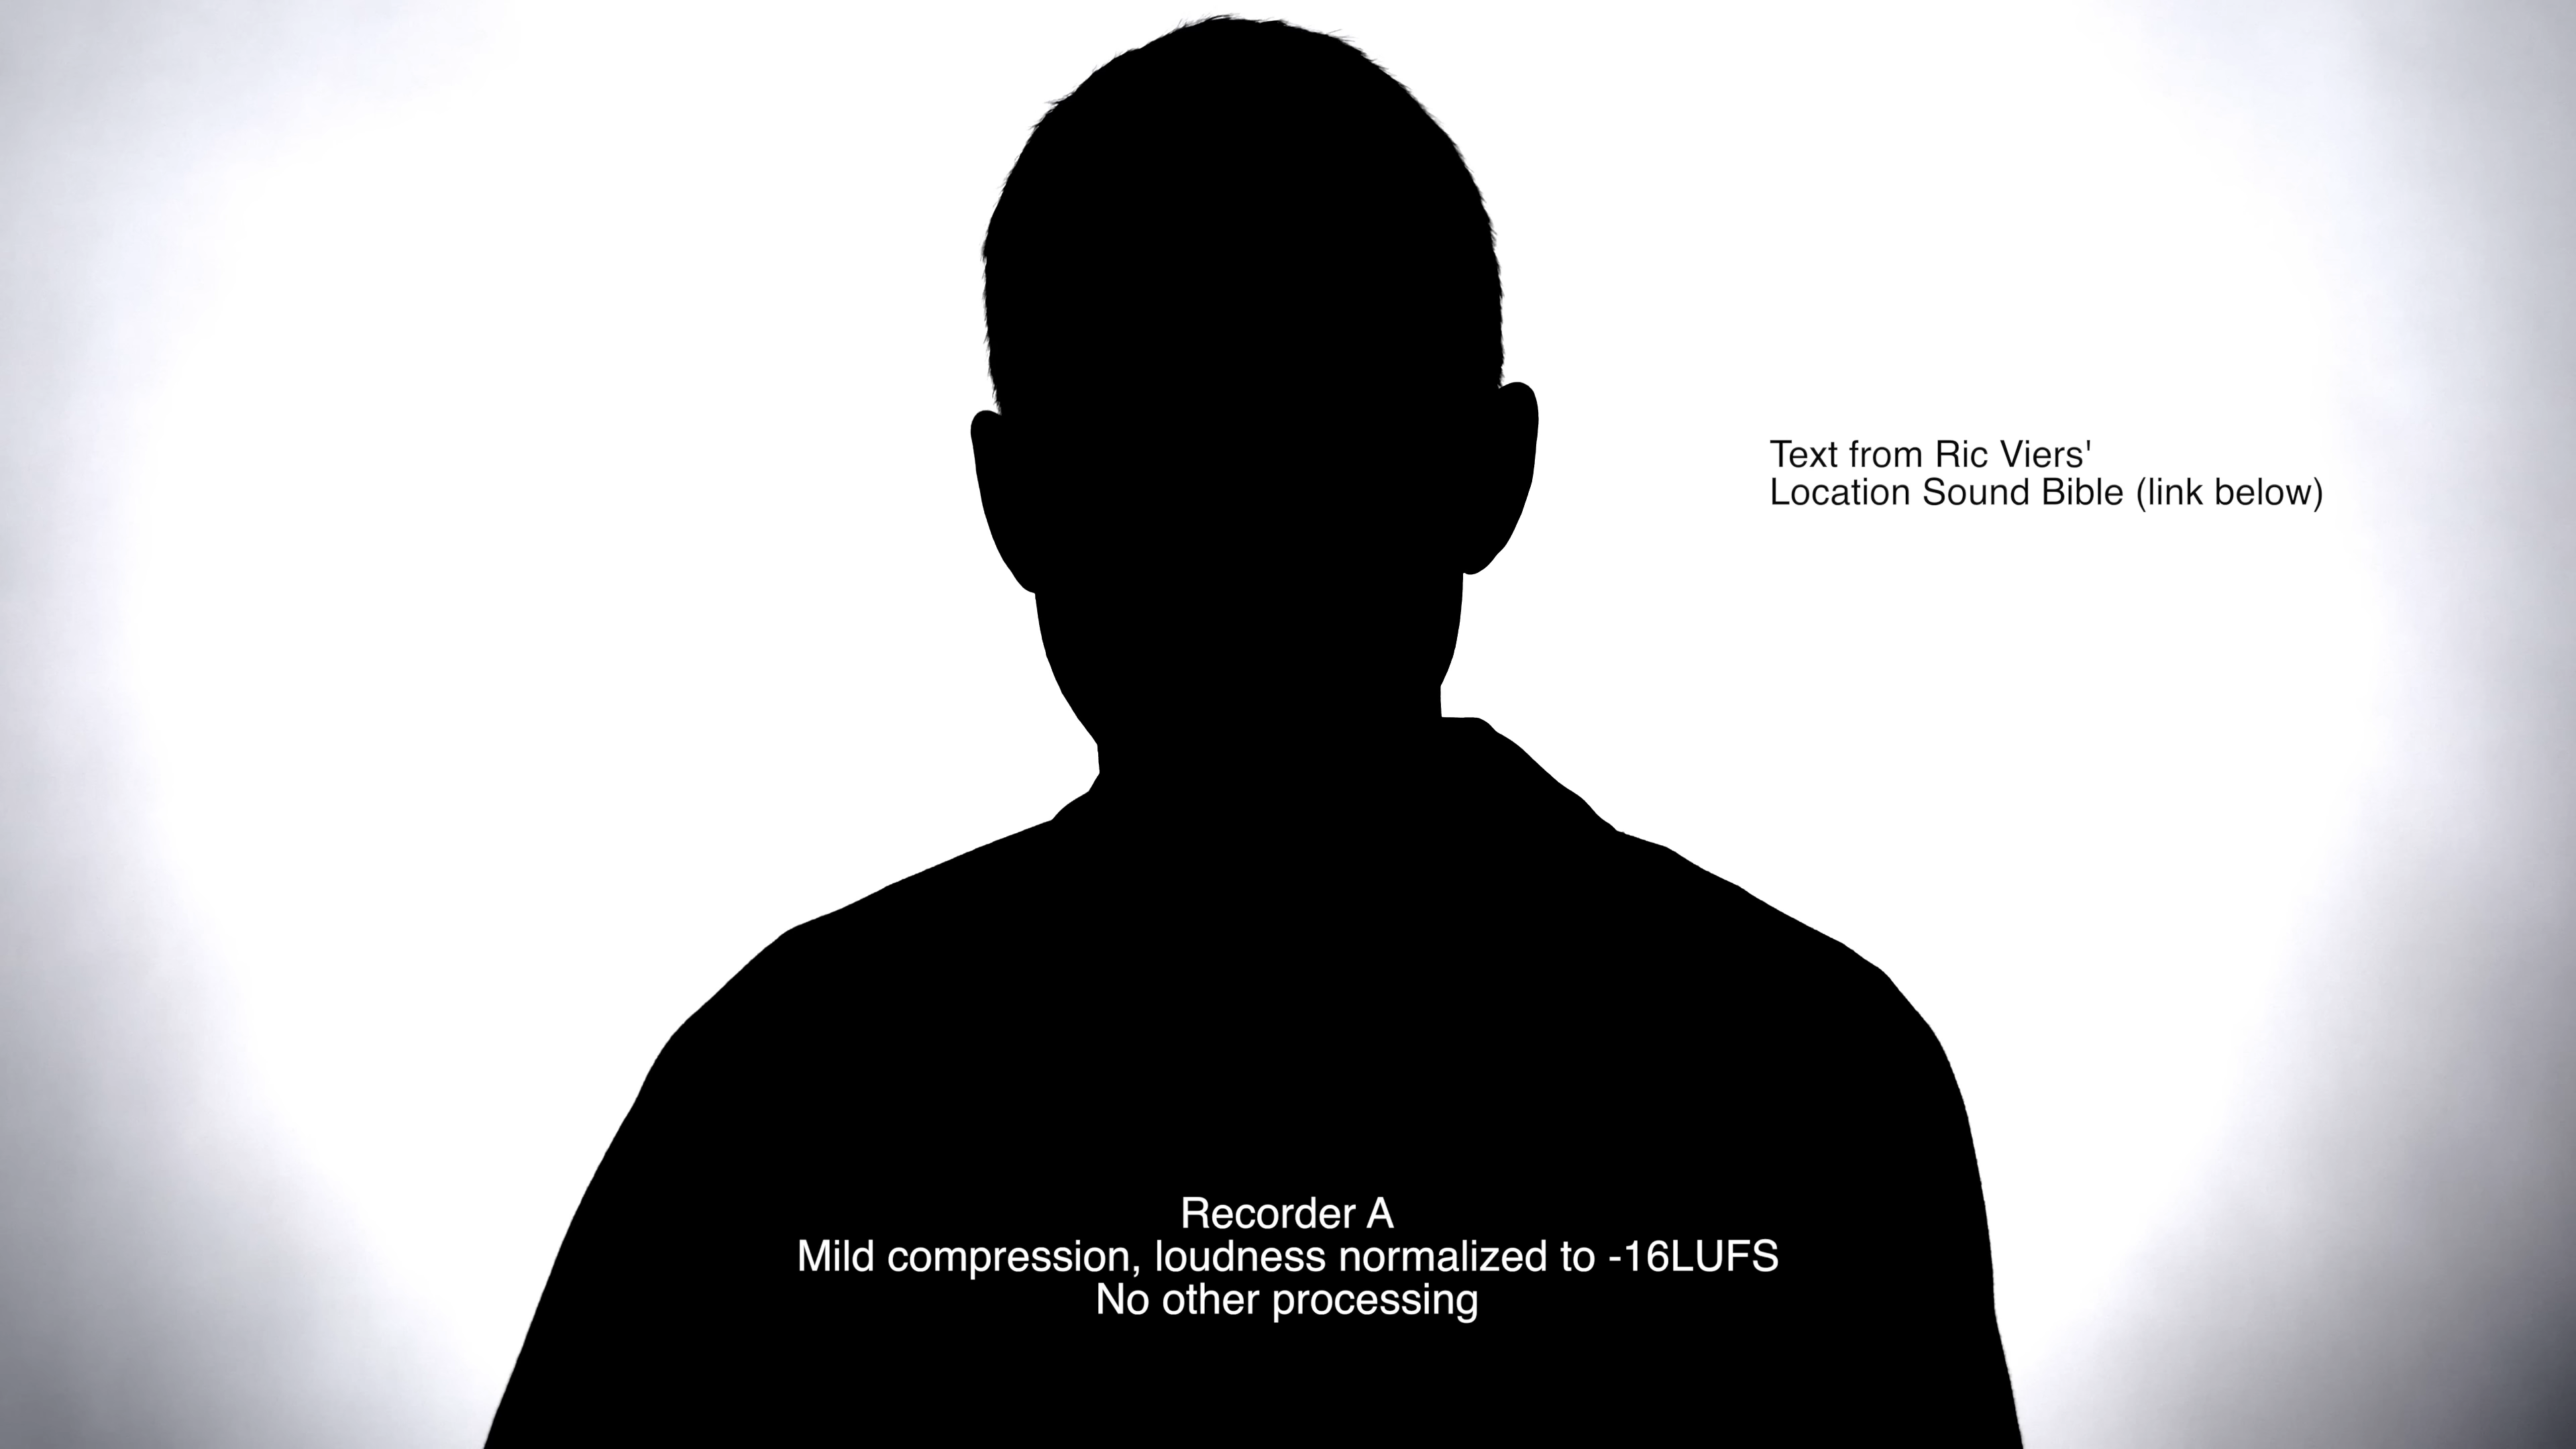 Text from Ric Viers'
Location Sound Bible (link below)
Recorder A
Mild compression, loudness normalized to -16LUFS
No other processing